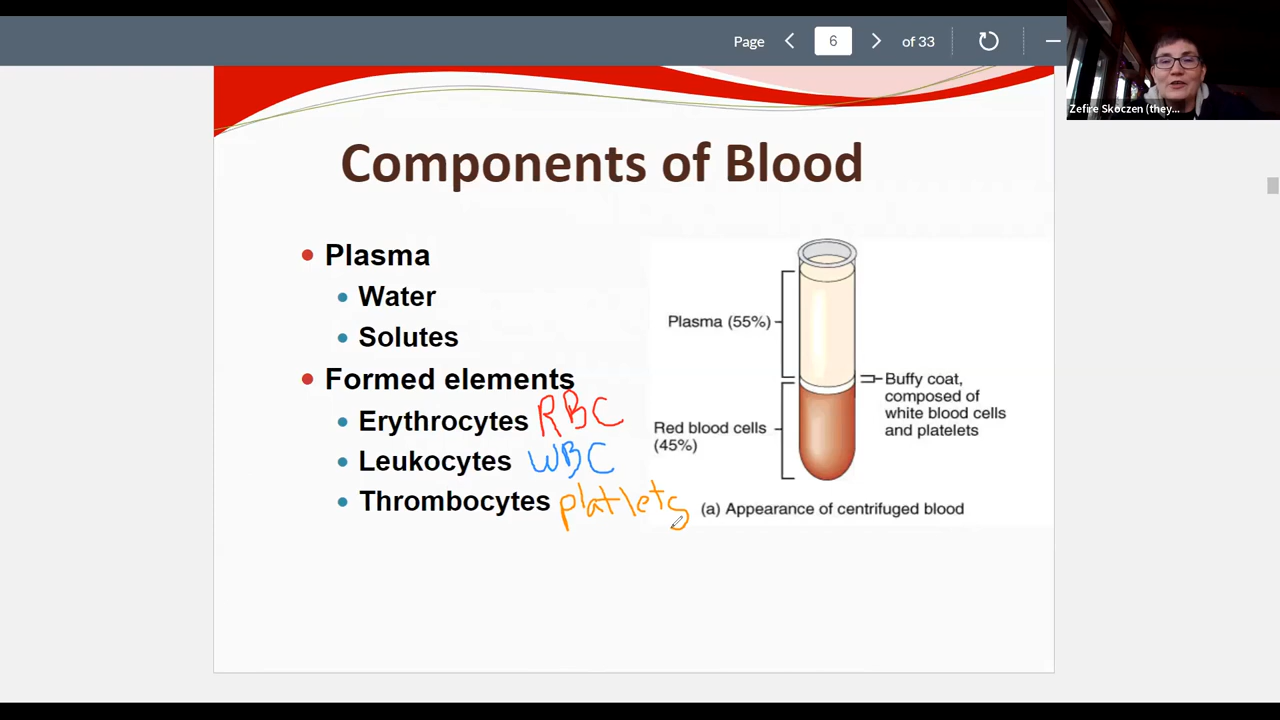 Page 6 of 33
Zefire Skoczen (they...
Components of Blood
• Plasma
• Water
• Solutes
• Formed elements
• Erythrocytes RBC
• Leukocytes WBC
• Thrombocytes platlets
Plasma (55%)
Red blood cells
(45%)
Buffy coat,
composed of
white blood cells
and platelets
(a) Appearance of centrifuged blood